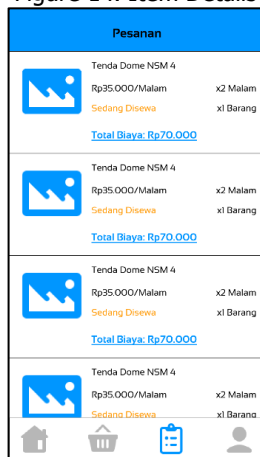 Pesanan
Tenda Dome NSM 4
Rp35.000/Malam x2 Malam
Sedang Disewa x1 Barang
Total Biaya: Rp70.000
Tenda Dome NSM 4
Rp35.000/Malam x2 Malam
Sedang Disewa x1 Barang
Total Biaya: Rp70.000
Tenda Dome NSM 4
Rp35.000/Malam x2 Malam
Sedang Disewa x1 Barang
Total Biaya: Rp70.000
Tenda Dome NSM 4
Rp35.000/Malam x2 Malam
Sedang Disewa x1 Barang